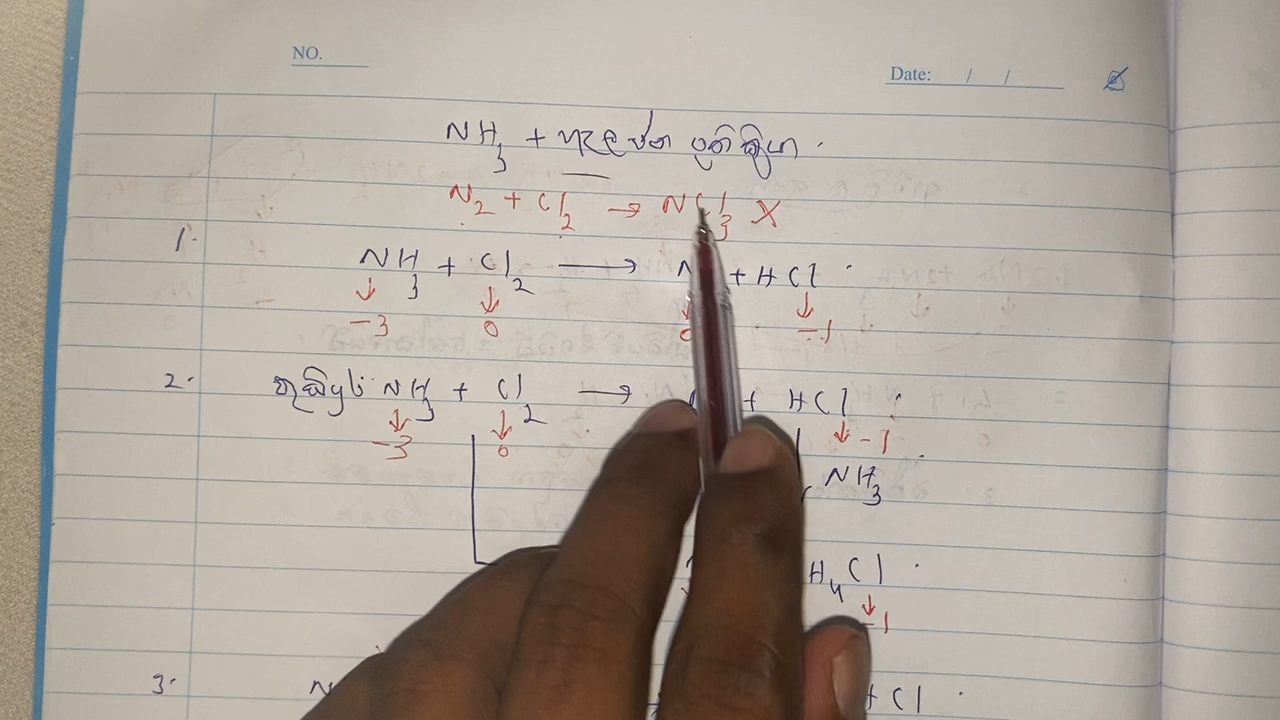 NO.
Date: / /
NH3 + හැලජන ප්‍රතික්‍රියා .
N2 + Cl2 → NCl3 X
1. NH3 + Cl2 → N + HCl .
↓ ↓ ↓ ↓
-3 0 0 -1
2. වැඩිපුර NH3 + Cl2 → + HCl .
↓ ↓ ↓ -1
-3 0
NH3
H4Cl .
↓
-1
3. N + Cl .